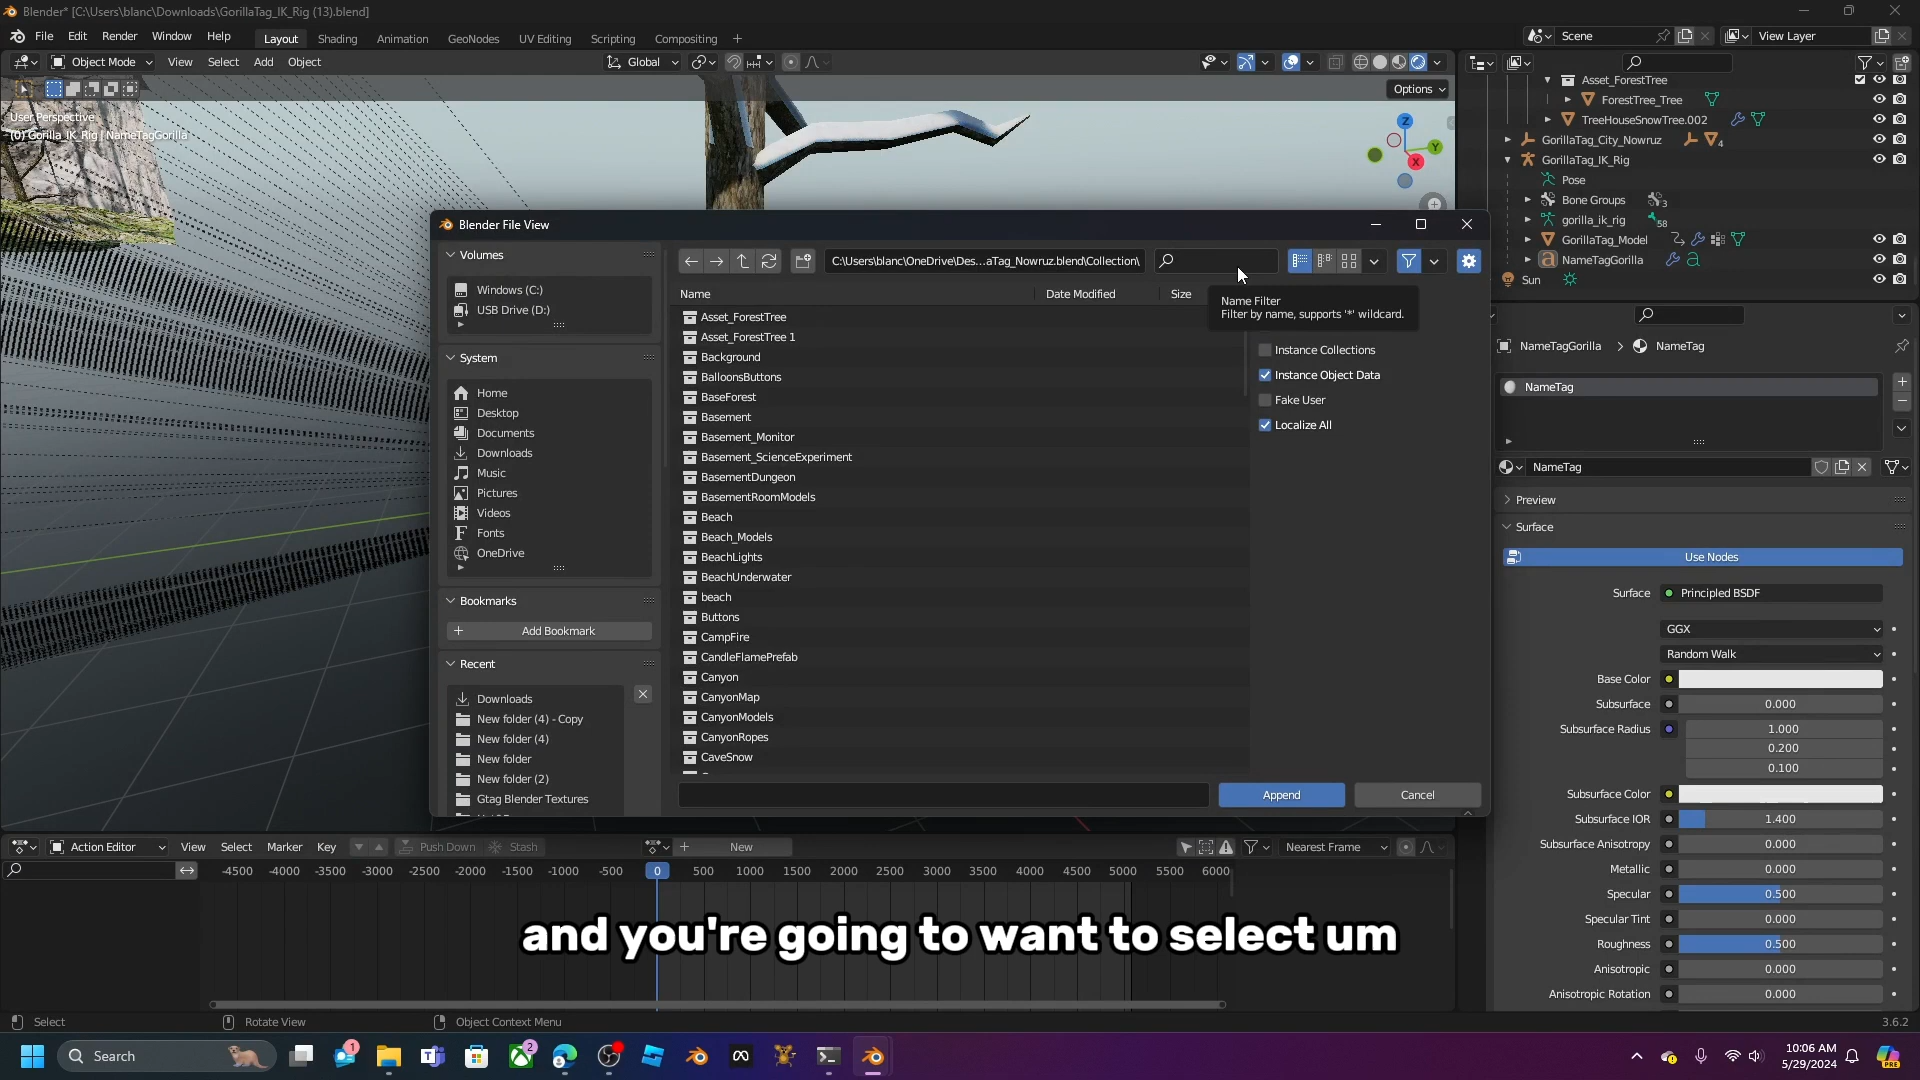 Blender* [C:\Users\blanc\Downloads\GorillaTag_IK_Rig (13).blend]
File Edit Render Window Help Layout Shading Animation GeoNodes UV Editing Scripting Compositing + Scene View Layer
Object Mode View Select Add Object Global
Options
User Perspective
(0) Gorilla_IK_Rig | NameTagGorilla
Z
Y
X
Asset_ForestTree
ForestTree_Tree
TreeHouseSnowTree.002
GorillaTag_City_Nowruz 4
GorillaTag_IK_Rig
Pose
Bone Groups 3
gorilla_ik_rig 58
GorillaTag_Model
NameTagGorilla
Sun
Blender File View
Volumes
Windows (C:)
USB Drive (D:)
System
Home
Desktop
Documents
Downloads
Music
Pictures
Videos
Fonts
OneDrive
Bookmarks
+ Add Bookmark
Recent
Downloads
New folder (4) - Copy
New folder (4)
New folder
New folder (2)
Gtag Blender Textures
C:\Users\blanc\OneDrive\Des...aTag_Nowruz.blend\Collection\
Name Date Modified Size
Asset_ForestTree
Asset_ForestTree 1
Background
BalloonsButtons
BaseForest
Basement
Basement_Monitor
Basement_ScienceExperiment
BasementDungeon
BasementRoomModels
Beach
Beach_Models
BeachLights
BeachUnderwater
beach
Buttons
CampFire
CandleFlamePrefab
Canyon
CanyonMap
CanyonModels
CanyonRopes
CaveSnow
Name Filter
Filter by name, supports '*' wildcard.
Instance Collections
Instance Object Data
Fake User
Localize All
Append Cancel
NameTagGorilla > NameTag
NameTag
NameTag
Preview
Surface
Use Nodes
Surface Principled BSDF
GGX
Random Walk
Base Color
Subsurface 0.000
Subsurface Radius 1.000
0.200
0.100
Subsurface Color
Subsurface IOR 1.400
Subsurface Anisotropy 0.000
Metallic 0.000
Specular 0.500
Specular Tint 0.000
Roughness 0.500
Anisotropic 0.000
Anisotropic Rotation 0.000
Action Editor View Select Marker Key Push Down Stash + New Nearest Frame
-4500 -4000 -3500 -3000 -2500 -2000 -1500 -1000 -500 0 500 1000 1500 2000 2500 3000 3500 4000 4500 5000 5500 6000
and you're going to want to select um
Select Rotate View Object Context Menu 3.6.2
Search 1 2 10:06 AM
5/29/2024
PRE